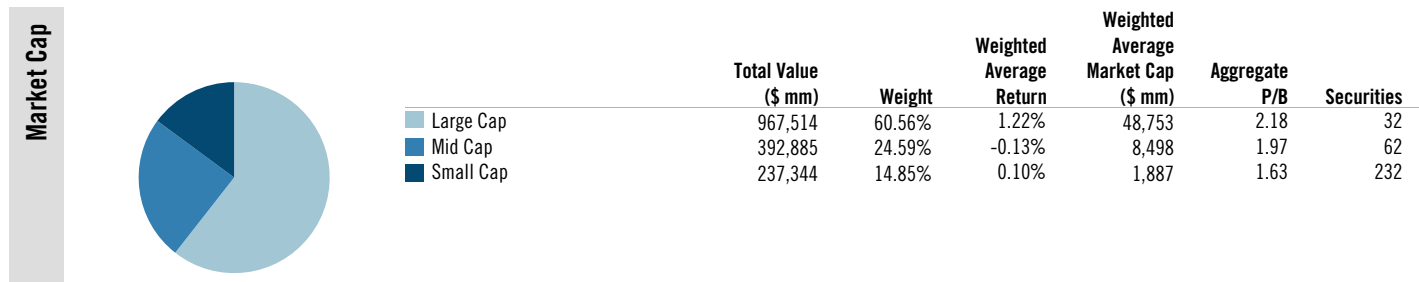 Market Cap
Weighted
Weighted Average
Total Value Average Market Cap Aggregate
($ mm) Weight Return ($ mm) P/B Securities
Large Cap 967,514 60.56% 1.22% 48,753 2.18 32
Mid Cap 392,885 24.59% -0.13% 8,498 1.97 62
Small Cap 237,344 14.85% 0.10% 1,887 1.63 232